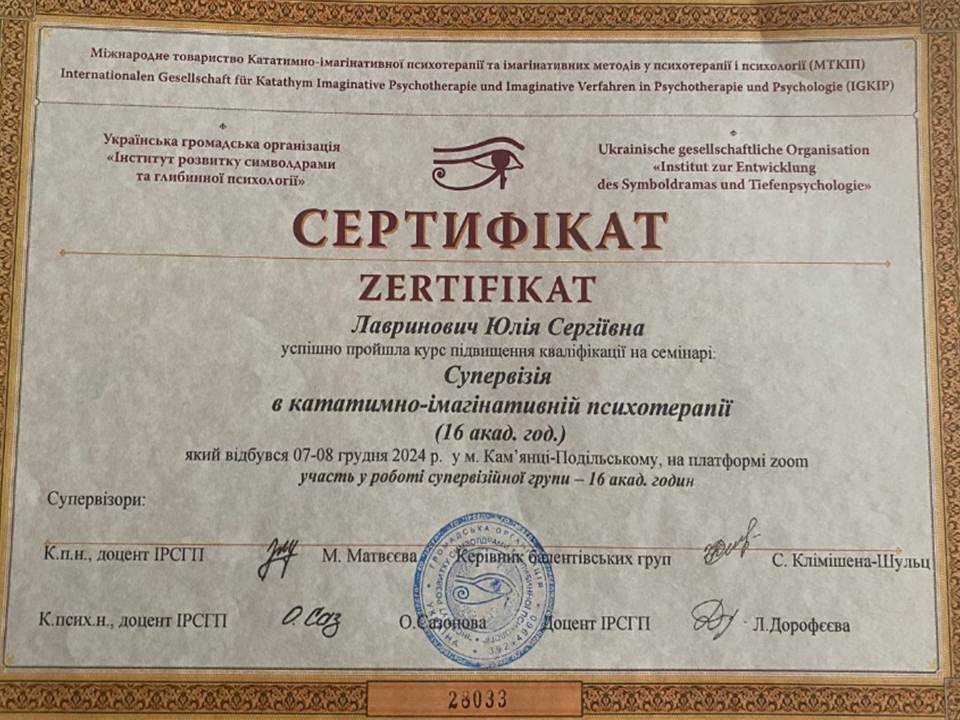 Міжнародне товариство Кататимно-імагінативної психотерапії та імагінативних методів у психотерапії і психології (МТКІП)
Internationalen Gesellschaft für Katathym Imaginative Psychotherapie und Imaginative Verfahren in Psychotherapie und Psychologie (IGKIP)
Українська громадська організація
«Інститут розвитку символдрами
та глибинної психології»
Ukrainische gesellschaftliche Organisation
«Institut zur Entwicklung
des Symboldramas und Tiefenpsychologie»
СЕРТИФІКАТ
ZERTIFIKAT
Лавринович Юлія Сергіївна
успішно пройшла курс підвищення кваліфікації на семінарі:
Супервізія
в кататимно-імагінативній психотерапії
(16 акад. год.)
який відбувся 07-08 грудня 2024 р. у м. Кам’янці-Подільському, на платформі zoom
участь у роботі супервізійної групи – 16 акад. годин
Супервізори:
К.п.н., доцент ІРСГП М. Матвєєва Керівник балентівських груп С. Клімішена-Шульц
К.псих.н., доцент ІРСГП О. Саз О.Сазонова Доцент ІРСГП Л.Дорофєєва
28033